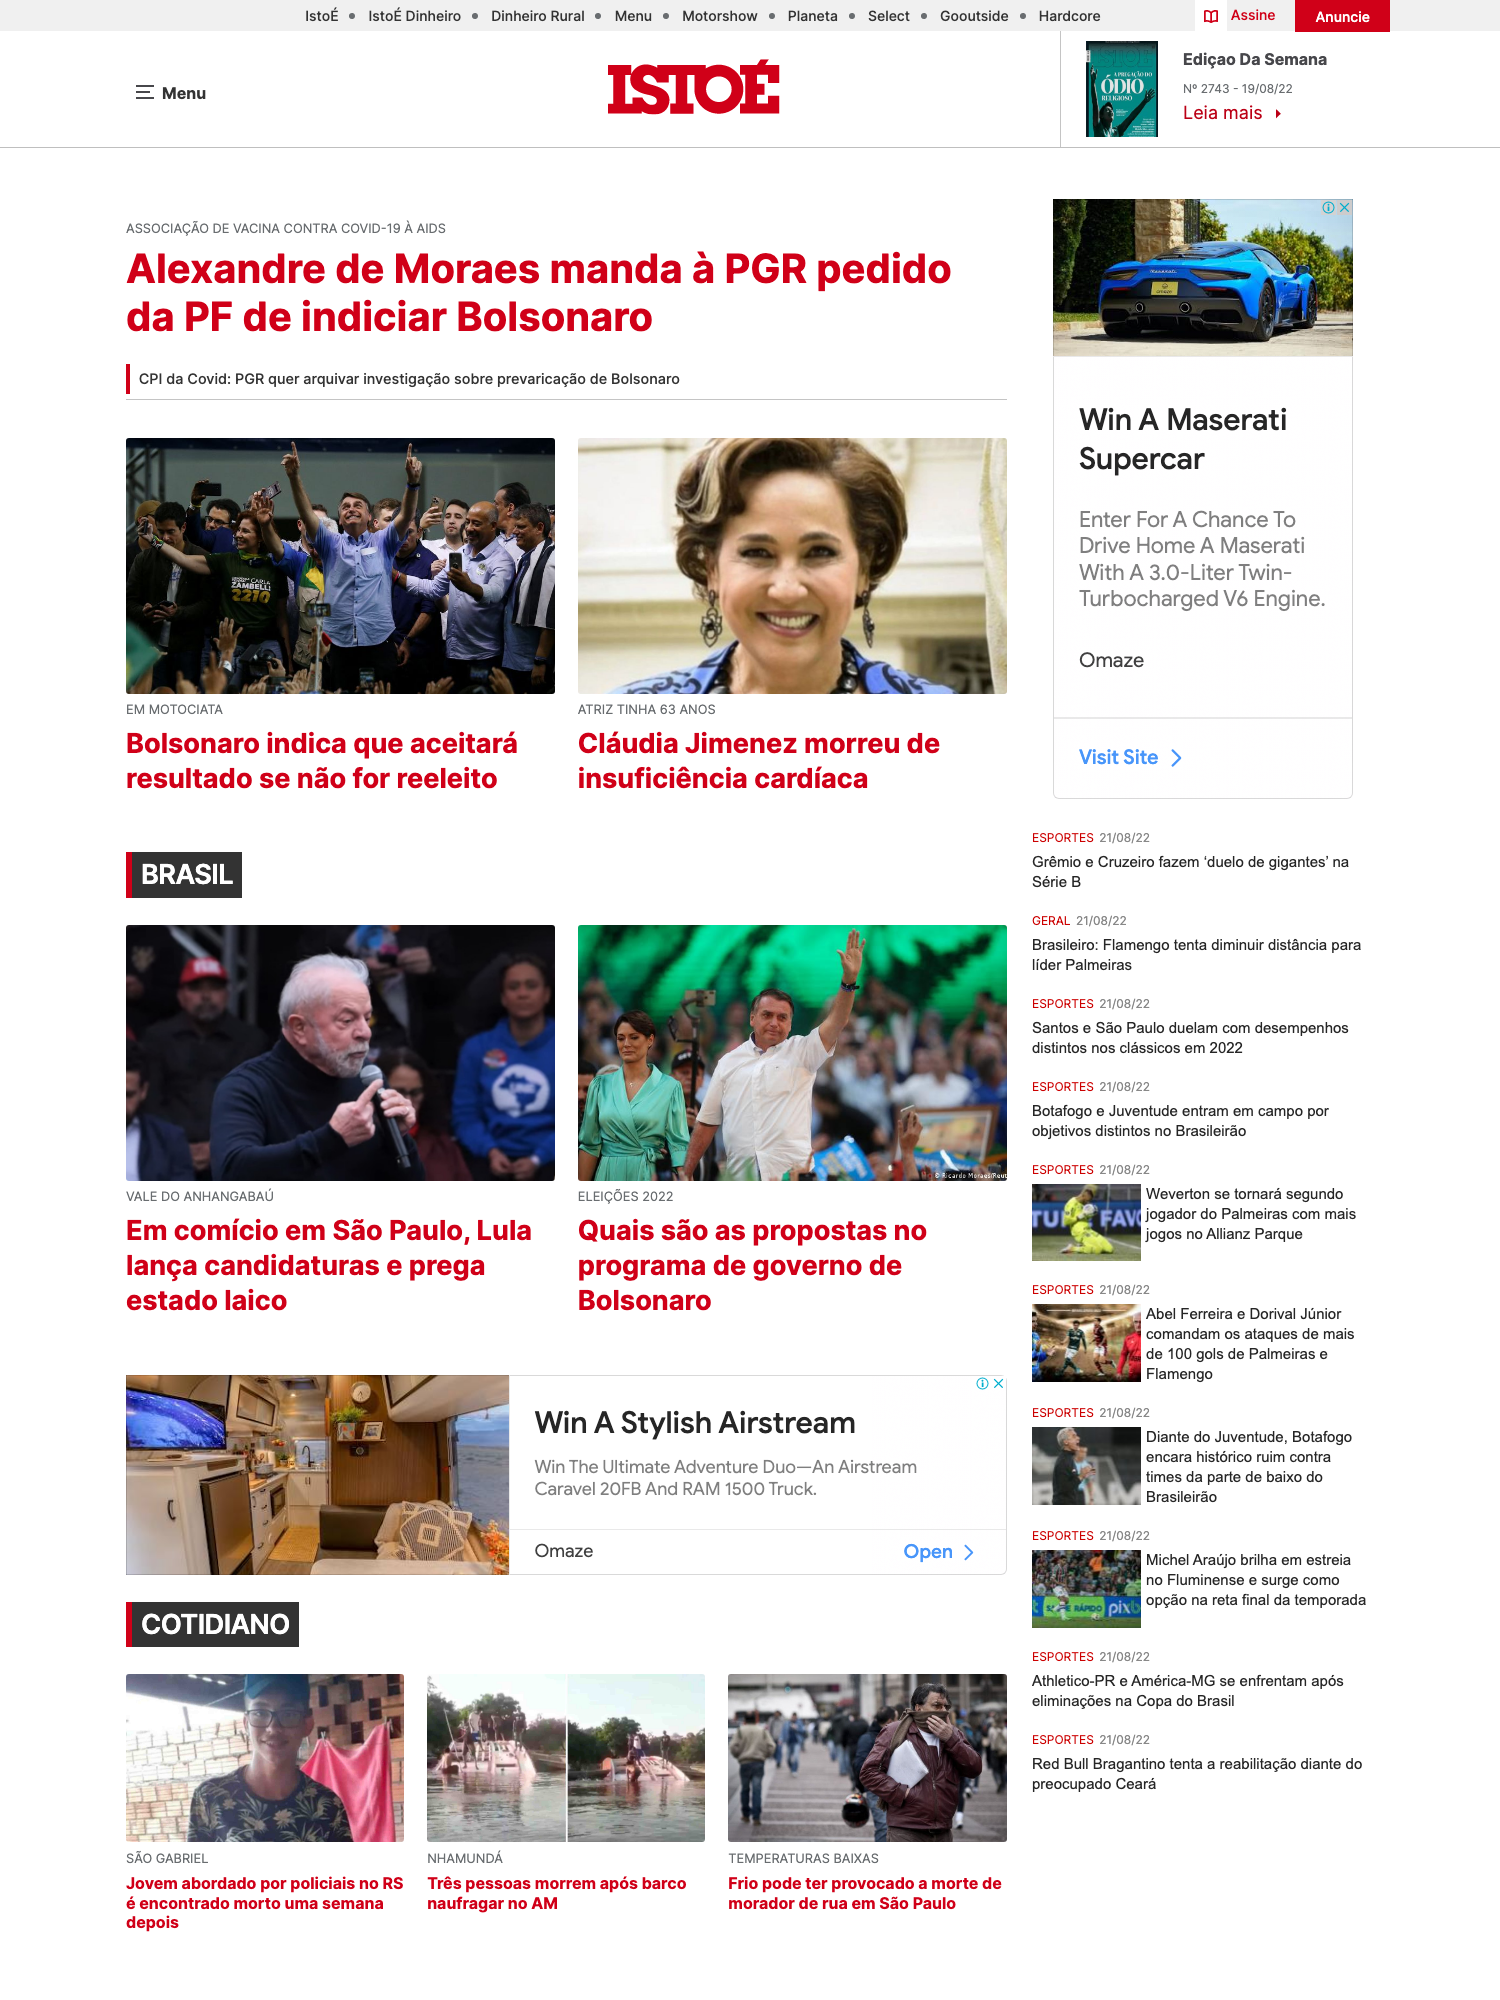 IstoÉ • IstoÉ Dinheiro • Dinheiro Rural • Menu • Motorshow • Planeta • Select • Gooutside • Hardcore
Assine
Anuncie
Menu
ISTOÉ
A PREGAÇÃO DO
ÓDIO
RELIGIOSO
Ediçao Da Semana
Nº 2743 - 19/08/22
Leia mais
ASSOCIAÇÃO DE VACINA CONTRA COVID-19 À AIDS
Alexandre de Moraes manda à PGR pedido
da PF de indiciar Bolsonaro
CPI da Covid: PGR quer arquivar investigação sobre prevaricação de Bolsonaro
CARLA
ZAMBELLI
2210
EM MOTOCIATA
Bolsonaro indica que aceitará
resultado se não for reeleito
ATRIZ TINHA 63 ANOS
Cláudia Jimenez morreu de
insuficiência cardíaca
BRASIL
© Ricardo Moraes/Reut
VALE DO ANHANGABAÚ
Em comício em São Paulo, Lula
lança candidaturas e prega
estado laico
ELEIÇÕES 2022
Quais são as propostas no
programa de governo de
Bolsonaro
Win A Stylish Airstream
Win The Ultimate Adventure Duo—An Airstream
Caravel 20FB And RAM 1500 Truck.
Omaze
Open
COTIDIANO
SÃO GABRIEL
Jovem abordado por policiais no RS
é encontrado morto uma semana
depois
NHAMUNDÁ
Três pessoas morrem após barco
naufragar no AM
TEMPERATURAS BAIXAS
Frio pode ter provocado a morte de
morador de rua em São Paulo
Win A Maserati
Supercar
Enter For A Chance To
Drive Home A Maserati
With A 3.0-Liter Twin-
Turbocharged V6 Engine.
Omaze
Visit Site
ESPORTES 21/08/22
Grêmio e Cruzeiro fazem ‘duelo de gigantes’ na
Série B
GERAL 21/08/22
Brasileiro: Flamengo tenta diminuir distância para
líder Palmeiras
ESPORTES 21/08/22
Santos e São Paulo duelam com desempenhos
distintos nos clássicos em 2022
ESPORTES 21/08/22
Botafogo e Juventude entram em campo por
objetivos distintos no Brasileirão
ESPORTES 21/08/22
Weverton se tornará segundo
jogador do Palmeiras com mais
jogos no Allianz Parque
ESPORTES 21/08/22
Abel Ferreira e Dorival Júnior
comandam os ataques de mais
de 100 gols de Palmeiras e
Flamengo
ESPORTES 21/08/22
Diante do Juventude, Botafogo
encara histórico ruim contra
times da parte de baixo do
Brasileirão
ESPORTES 21/08/22
Michel Araújo brilha em estreia
no Fluminense e surge como
opção na reta final da temporada
ESPORTES 21/08/22
Athletico-PR e América-MG se enfrentam após
eliminações na Copa do Brasil
ESPORTES 21/08/22
Red Bull Bragantino tenta a reabilitação diante do
preocupado Ceará